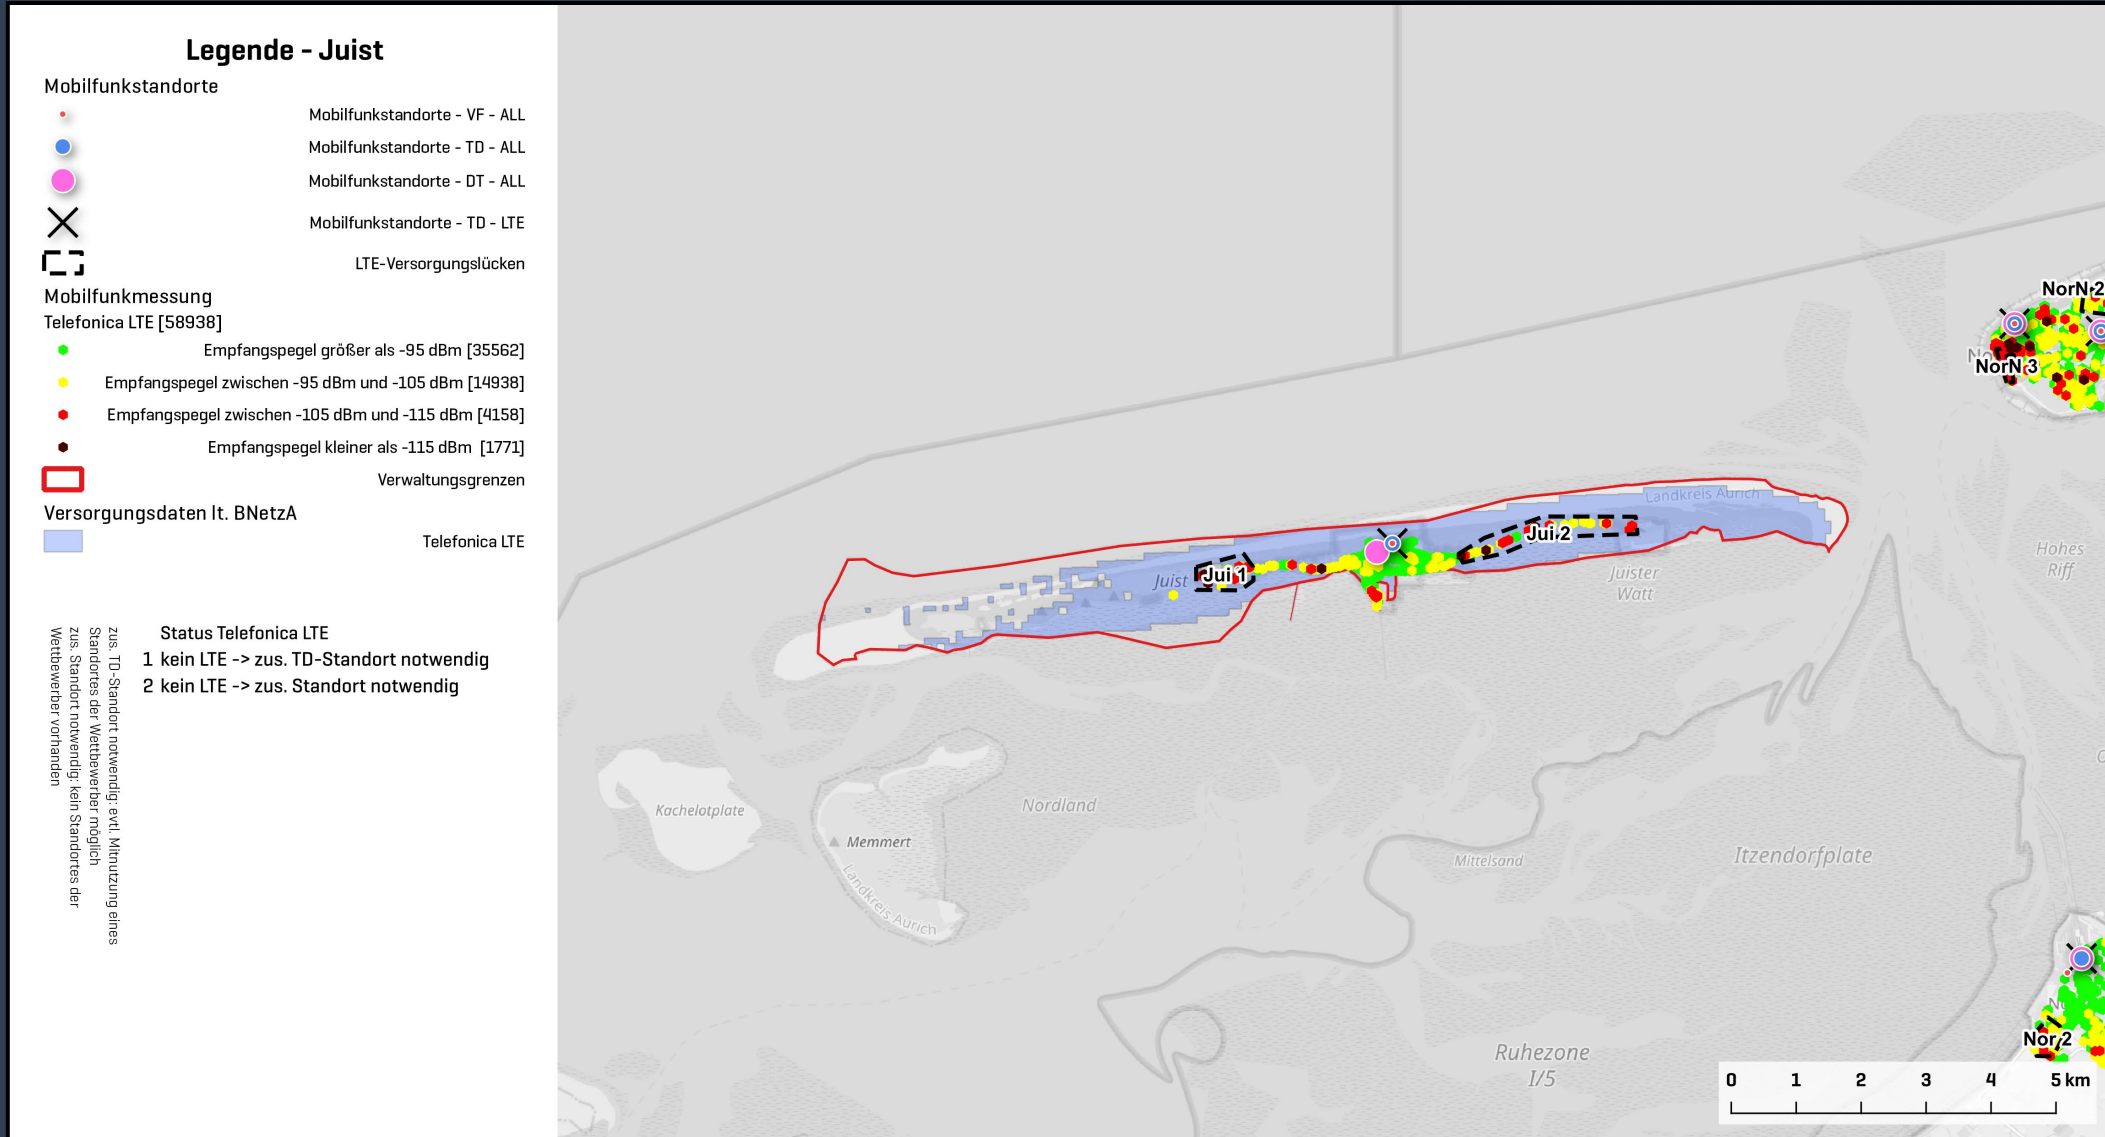 Legende - Juist
Mobilfunkstandorte
Mobilfunkstandorte - VF - ALL
Mobilfunkstandorte - TD - ALL
Mobilfunkstandorte - DT - ALL
Mobilfunkstandorte - TD - LTE
LTE-Versorgungslücken
Mobilfunkmessung
Telefonica LTE [58938]
Empfangspegel größer als -95 dBm [35562]
Empfangspegel zwischen -95 dBm und -105 dBm [14938]
Empfangspegel zwischen -105 dBm und -115 dBm [4158]
Empfangspegel kleiner als -115 dBm [1771]
Verwaltungsgrenzen
Versorgungsdaten lt. BNetzA
Telefonica LTE
Status Telefonica LTE
1 kein LTE -> zus. TD-Standort notwendig
2 kein LTE -> zus. Standort notwendig
zus. TD-Standort notwendig: evtl. Mitnutzung eines
Standortes der Wettbewerber möglich
zus. Standort notwendig: kein Standortes der
Wettbewerber vorhanden
NorN 2
NorN 3
Landkreis Aurich
Jui 2
Jui 1
Juist
Juister
Watt
Hohes
Riff
Kachelotplate
Memmert
Landkreis Aurich
Nordland
Mittelsand
Itzendorfplate
Ruhezone
I/5
Nor 2
0 1 2 3 4 5 km